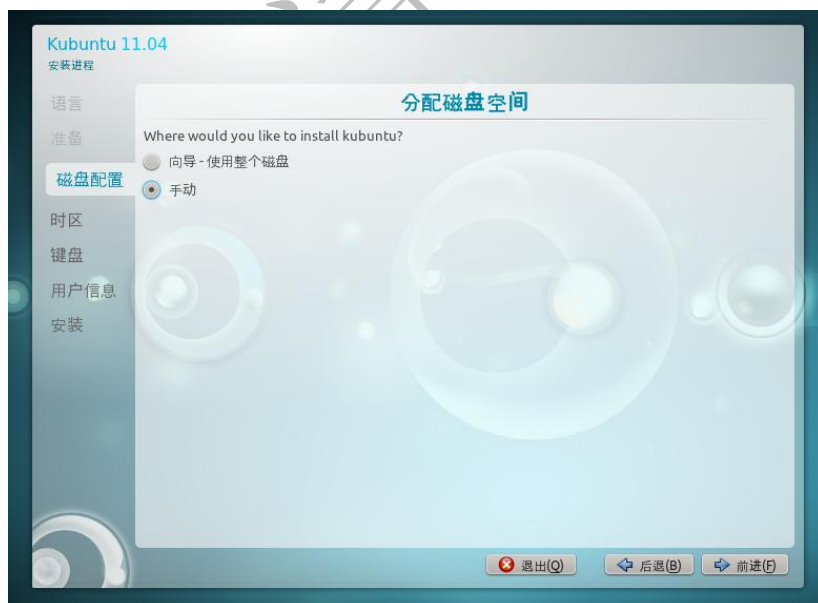 Kubuntu 11.04
安装进程
语言
准备
磁盘配置
时区
键盘
用户信息
安装
分配磁盘空间
Where would you like to install kubuntu?
向导 - 使用整个磁盘
手动
退出(Q)
后退(B)
前进(F)